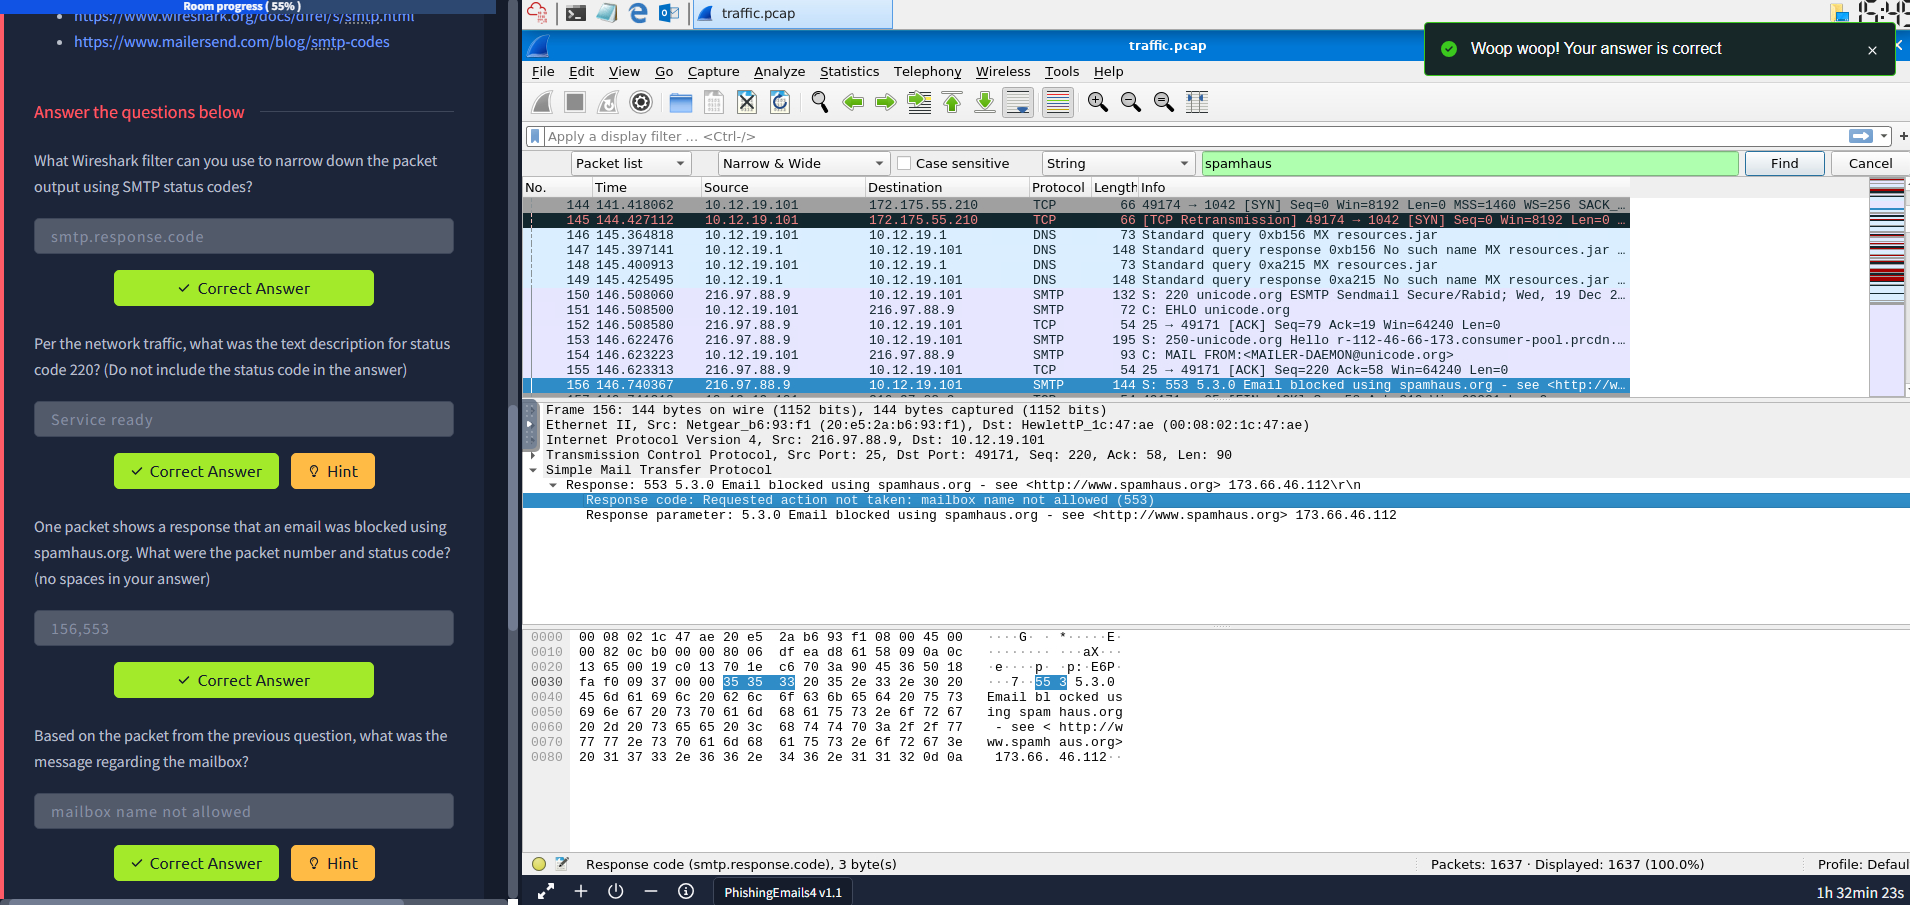 Room progress ( 55% )
https://www.wireshark.org/docs/dfref/s/smtp.html
https://www.mailersend.com/blog/smtp-codes
Answer the questions below
What Wireshark filter can you use to narrow down the packet
output using SMTP status codes?
smtp.response.code
Correct Answer
Per the network traffic, what was the text description for status
code 220? (Do not include the status code in the answer)
Service ready
Correct Answer
Hint
One packet shows a response that an email was blocked using
spamhaus.org. What were the packet number and status code?
(no spaces in your answer)
156,553
Correct Answer
Based on the packet from the previous question, what was the
message regarding the mailbox?
mailbox name not allowed
Correct Answer
Hint
traffic.pcap
traffic.pcap
Woop woop! Your answer is correct
File Edit View Go Capture Analyze Statistics Telephony Wireless Tools Help
Apply a display filter ... <Ctrl-/>
Packet list Narrow & Wide Case sensitive String spamhaus Find Cancel
No. Time Source Destination Protocol Length Info
144 141.418062 10.12.19.101 172.175.55.210 TCP 66 49174 → 1042 [SYN] Seq=0 Win=8192 Len=0 MSS=1460 WS=256 SACK_…
145 144.427112 10.12.19.101 172.175.55.210 TCP 66 [TCP Retransmission] 49174 → 1042 [SYN] Seq=0 Win=8192 Len=0 …
146 145.364818 10.12.19.101 10.12.19.1 DNS 73 Standard query 0xb156 MX resources.jar
147 145.397141 10.12.19.1 10.12.19.101 DNS 148 Standard query response 0xb156 No such name MX resources.jar …
148 145.400913 10.12.19.101 10.12.19.1 DNS 73 Standard query 0xa215 MX resources.jar
149 145.425495 10.12.19.1 10.12.19.101 DNS 148 Standard query response 0xa215 No such name MX resources.jar …
150 146.508060 216.97.88.9 10.12.19.101 SMTP 132 S: 220 unicode.org ESMTP Sendmail Secure/Rabid; Wed, 19 Dec 2…
151 146.508500 10.12.19.101 216.97.88.9 SMTP 72 C: EHLO unicode.org
152 146.508580 216.97.88.9 10.12.19.101 TCP 54 25 → 49171 [ACK] Seq=79 Ack=19 Win=64240 Len=0
153 146.622476 216.97.88.9 10.12.19.101 SMTP 195 S: 250-unicode.org Hello r-112-46-66-173.consumer-pool.prcdn.…
154 146.623223 10.12.19.101 216.97.88.9 SMTP 93 C: MAIL FROM:<MAILER-DAEMON@unicode.org>
155 146.623313 216.97.88.9 10.12.19.101 TCP 54 25 → 49171 [ACK] Seq=220 Ack=58 Win=64240 Len=0
156 146.740367 216.97.88.9 10.12.19.101 SMTP 144 S: 553 5.3.0 Email blocked using spamhaus.org - see <http://w…
Frame 156: 144 bytes on wire (1152 bits), 144 bytes captured (1152 bits)
Ethernet II, Src: Netgear_b6:93:f1 (20:e5:2a:b6:93:f1), Dst: HewlettP_1c:47:ae (00:08:02:1c:47:ae)
Internet Protocol Version 4, Src: 216.97.88.9, Dst: 10.12.19.101
Transmission Control Protocol, Src Port: 25, Dst Port: 49171, Seq: 220, Ack: 58, Len: 90
Simple Mail Transfer Protocol
Response: 553 5.3.0 Email blocked using spamhaus.org - see <http://www.spamhaus.org> 173.66.46.112\r\n
Response code: Requested action not taken: mailbox name not allowed (553)
Response parameter: 5.3.0 Email blocked using spamhaus.org - see <http://www.spamhaus.org> 173.66.46.112
0000 00 08 02 1c 47 ae 20 e5 2a b6 93 f1 08 00 45 00 ····G· · *·····E·
0010 00 82 0c b0 00 00 80 06 df ea d8 61 58 09 0a 0c ········ ···aX···
0020 13 65 00 19 c0 13 70 1e c6 70 3a 90 45 36 50 18 ·e····p· ·p:·E6P·
0030 fa f0 09 37 00 00 35 35 33 20 35 2e 33 2e 30 20 ···7··55 3 5.3.0
0040 45 6d 61 69 6c 20 62 6c 6f 63 6b 65 64 20 75 73 Email bl ocked us
0050 69 6e 67 20 73 70 61 6d 68 61 75 73 2e 6f 72 67 ing spam haus.org
0060 20 2d 20 73 65 65 20 3c 68 74 74 70 3a 2f 2f 77 - see < http://w
0070 77 77 2e 73 70 61 6d 68 61 75 73 2e 6f 72 67 3e ww.spamh aus.org>
0080 20 31 37 33 2e 36 36 2e 34 36 2e 31 31 32 0d 0a 173.66. 46.112··
Response code (smtp.response.code), 3 byte(s)
Packets: 1637 · Displayed: 1637 (100.0%)
Profile: Defaul
PhishingEmails4 v1.1
1h 32min 23s